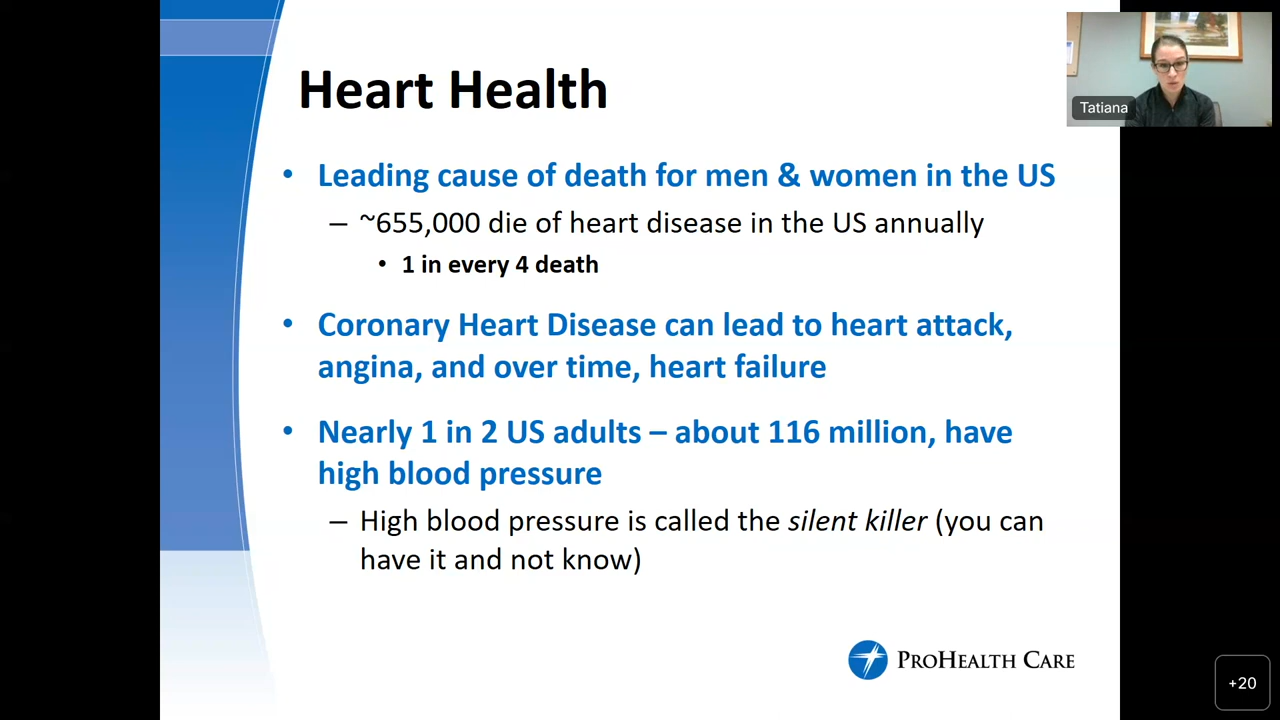 Heart Health
• Leading cause of death for men & women in the US
– ~655,000 die of heart disease in the US annually
• 1 in every 4 death
• Coronary Heart Disease can lead to heart attack,
angina, and over time, heart failure
• Nearly 1 in 2 US adults – about 116 million, have
high blood pressure
– High blood pressure is called the silent killer (you can
have it and not know)
PROHEALTH CARE
Tatiana
+20